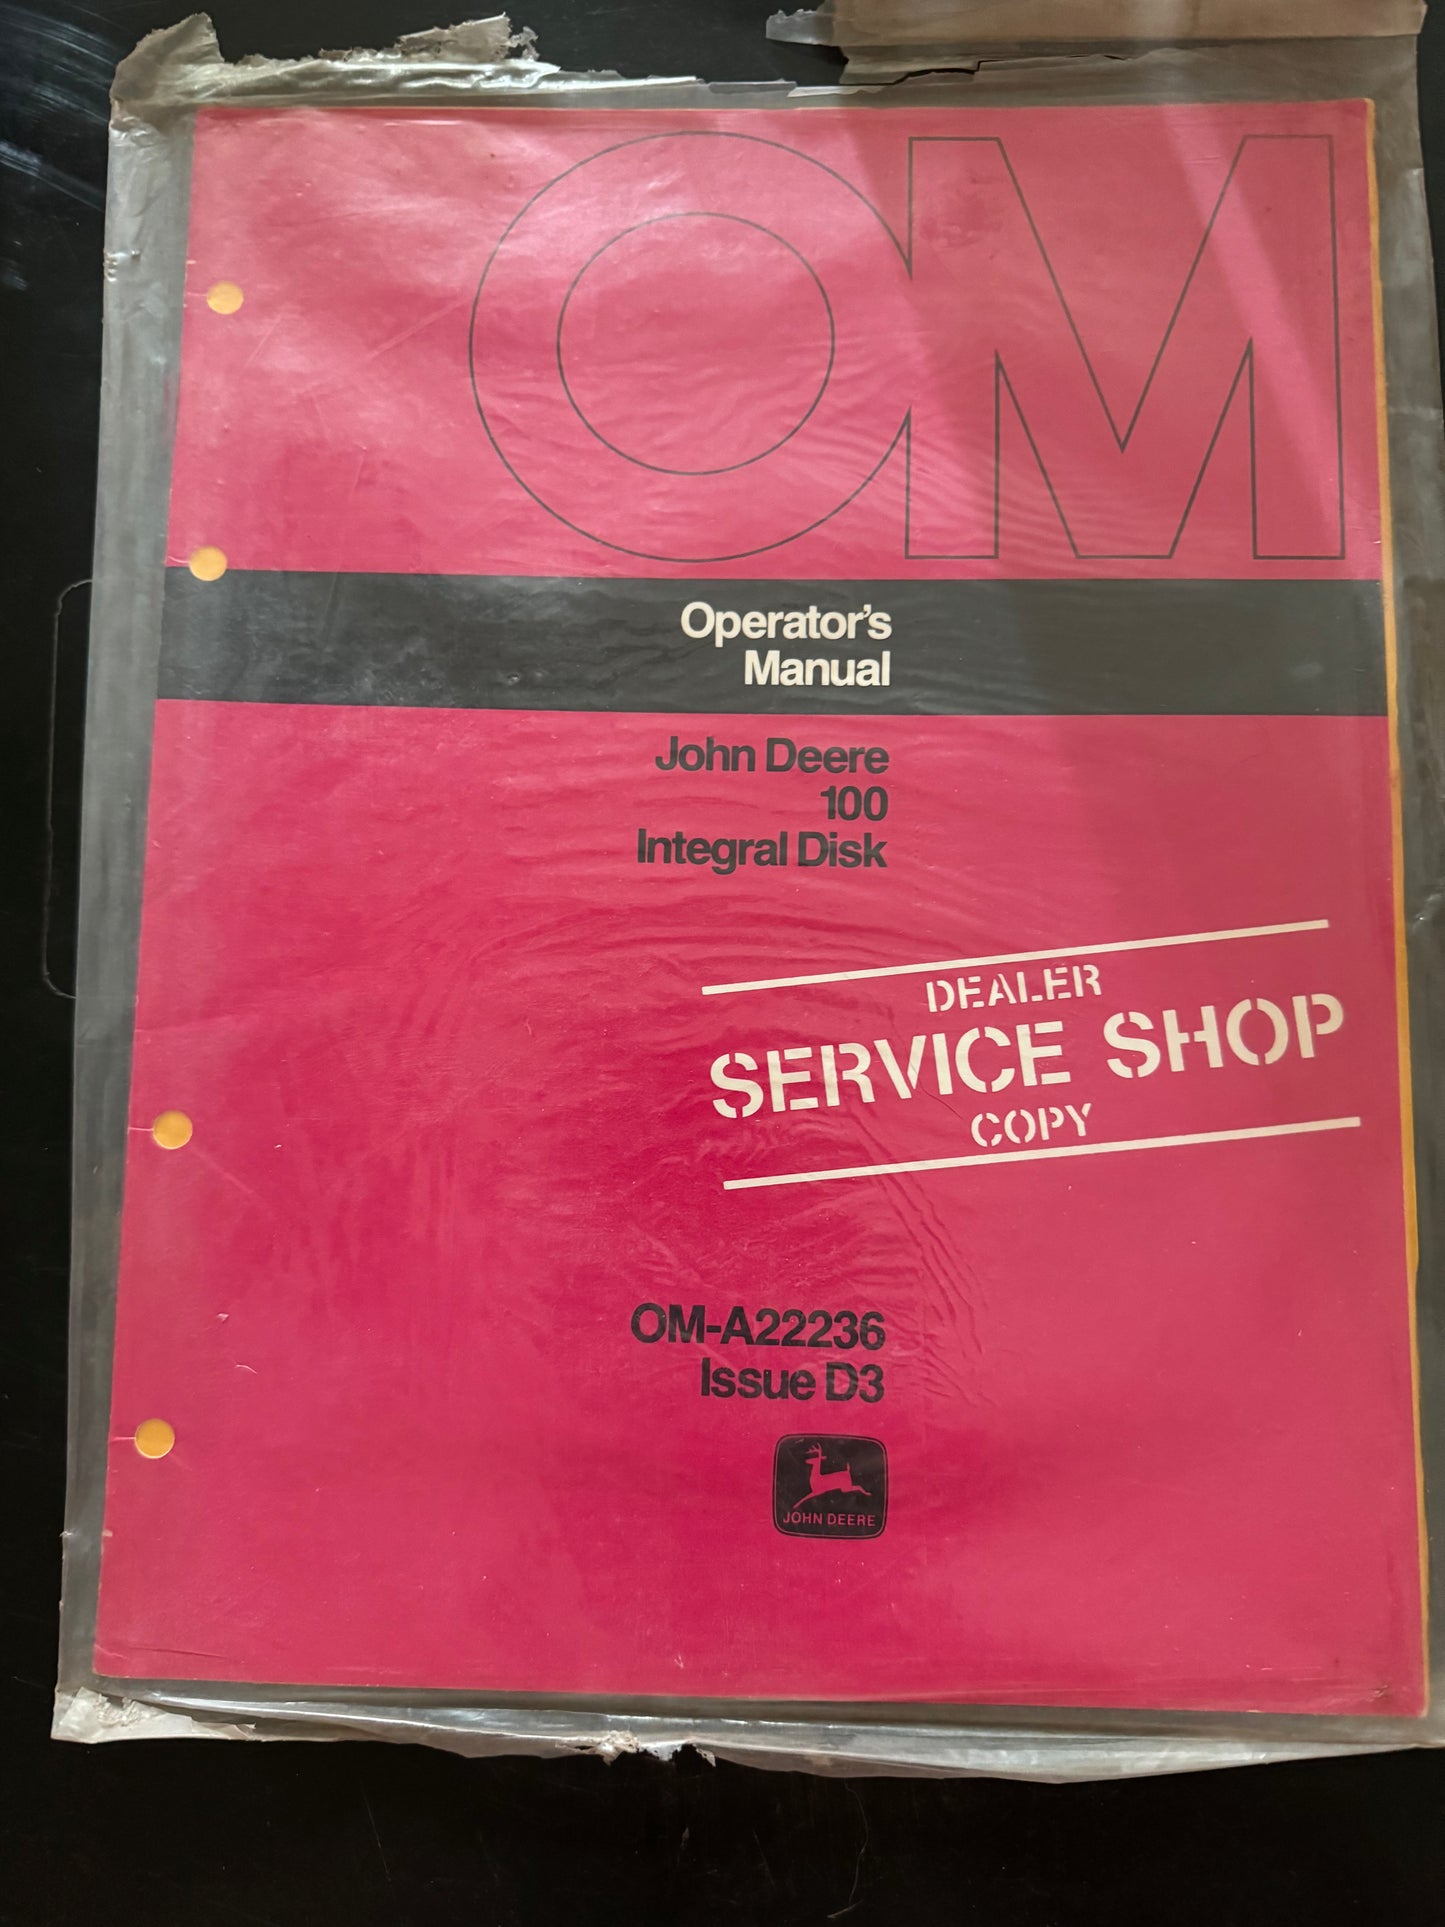 OM
Operator's
Manual
John Deere
100
Integral Disk
DEALER
SERVICE SHOP
COPY
OM-A22236
Issue D3
JOHN DEERE